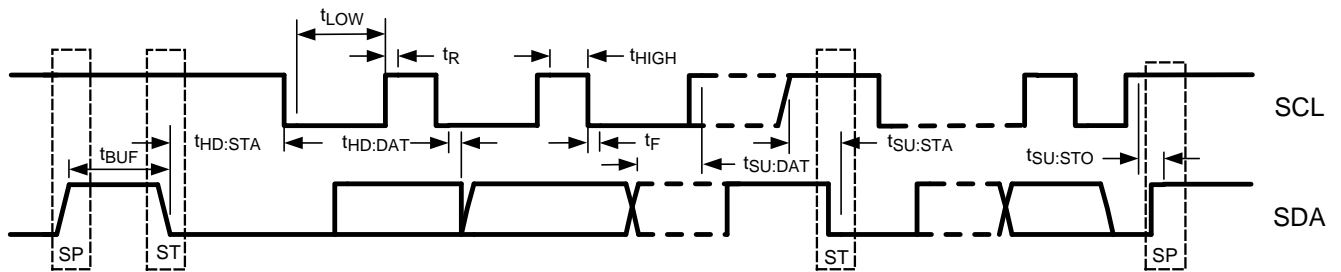 tLOW
tR
tHIGH
SCL
tHD:STA
tHD:DAT
tF
tSU:STA
tBUF
tSU:DAT
tSU:STO
SDA
SP
ST
ST
SP